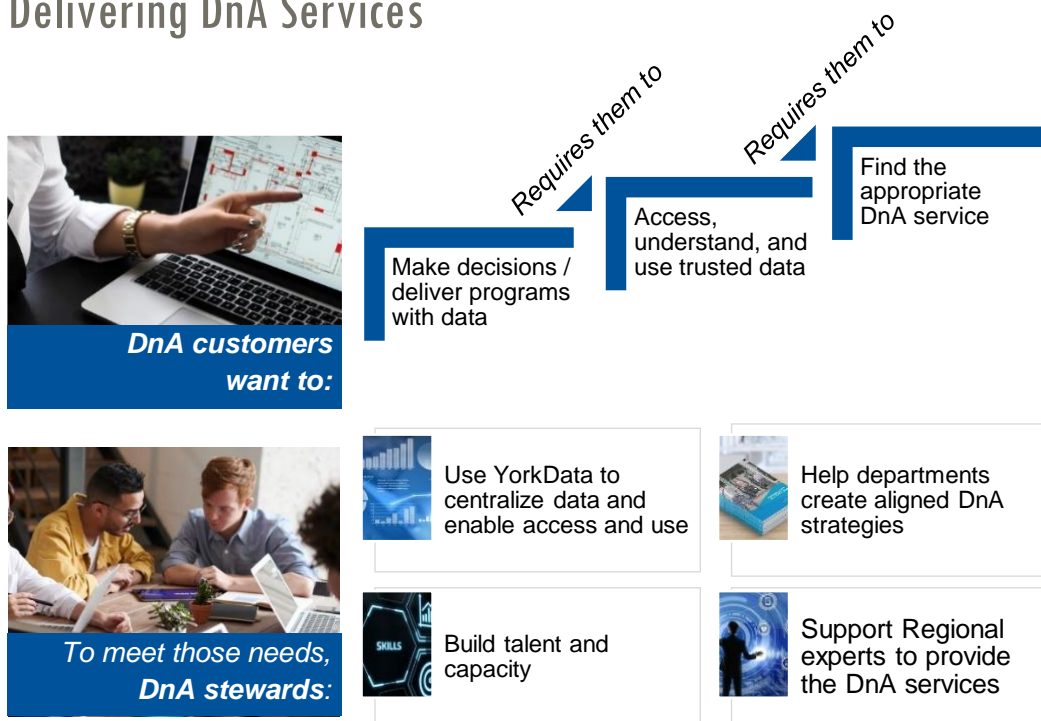 Delivering DnA Services
Requires them to
Requires them to
Make decisions /
deliver programs
with data
Access,
understand, and
use trusted data
Find the
appropriate
DnA service
DnA customers
want to:
Use YorkData to
centralize data and
enable access and use
Help departments
create aligned DnA
strategies
SKILLS
Build talent and
capacity
Support Regional
experts to provide
the DnA services
To meet those needs,
DnA stewards: